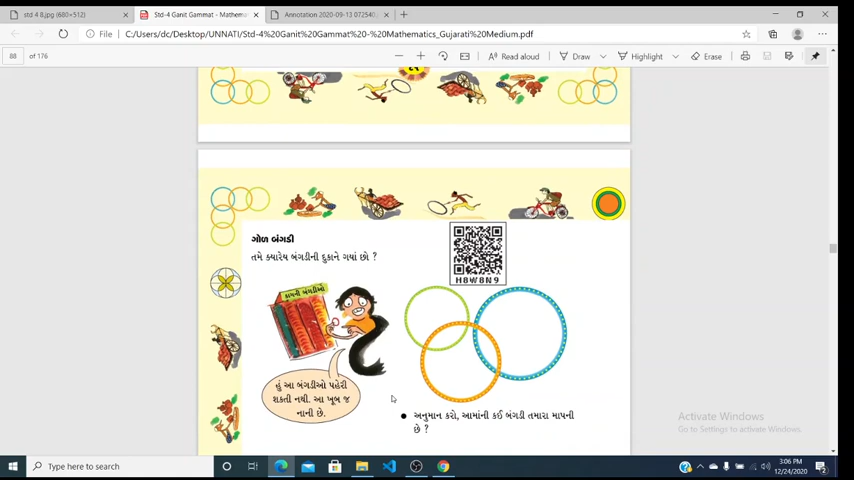 std 4 8.jpg (680×512)
Std-4 Ganit Gammat - Mathema
Annotation 2020-09-13 072540
File
C:/Users/dc/Desktop/UNNATI/Std-4%20Ganit%20Gammat%20-%20Mathematics_Gujarati%20Medium.pdf
88 of 176
Read aloud
Draw
Highlight
Erase
ગોળ બંગડી
તમે ક્યારેય બંગડીની દુકાને ગયાં છો ?
H8W8N9
કાચની બંગડીઓ
હું આ બંગડીઓ પહેરી
શકતી નથી. આ ખૂબ જ
નાની છે.
● અનુમાન કરો, આમાંની કઈ બંગડી તમારા માપની
છે ?
Activate Windows
Go to Settings to activate Windows.
Type here to search
3:06 PM
12/24/2020
2